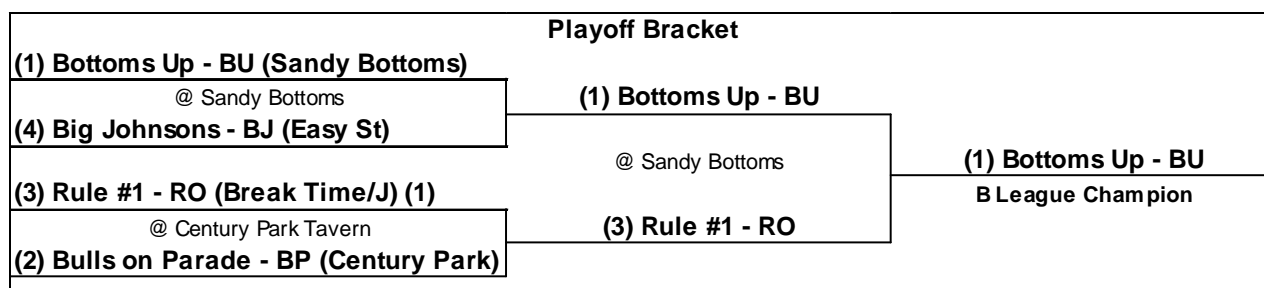 Playoff Bracket
(1) Bottoms Up - BU (Sandy Bottoms)
@ Sandy Bottoms
(4) Big Johnsons - BJ (Easy St)
(1) Bottoms Up - BU
(3) Rule #1 - RO (Break Time/J) (1)
@ Century Park Tavern
(2) Bulls on Parade - BP (Century Park)
@ Sandy Bottoms
(3) Rule #1 - RO
(1) Bottoms Up - BU
B League Champion